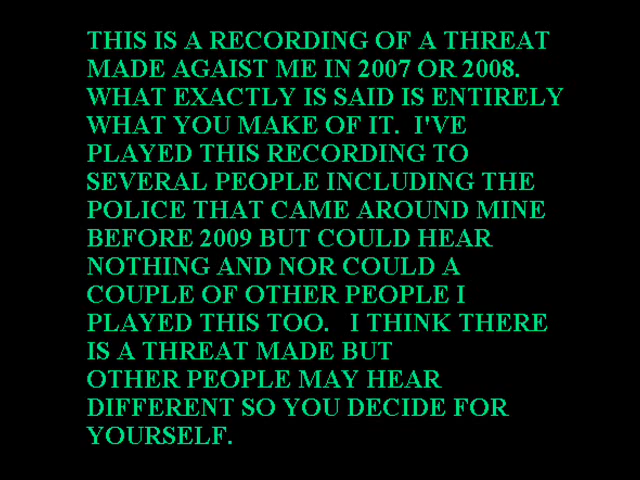 THIS IS A RECORDING OF A THREAT
MADE AGAIST ME IN 2007 OR 2008.
WHAT EXACTLY IS SAID IS ENTIRELY
WHAT YOU MAKE OF IT.  I'VE
PLAYED THIS RECORDING TO
SEVERAL PEOPLE INCLUDING THE
POLICE THAT CAME AROUND MINE
BEFORE 2009 BUT COULD HEAR
NOTHING AND NOR COULD A
COUPLE OF OTHER PEOPLE I
PLAYED THIS TOO.   I THINK THERE
IS A THREAT MADE BUT
OTHER PEOPLE MAY HEAR
DIFFERENT SO YOU DECIDE FOR
YOURSELF.